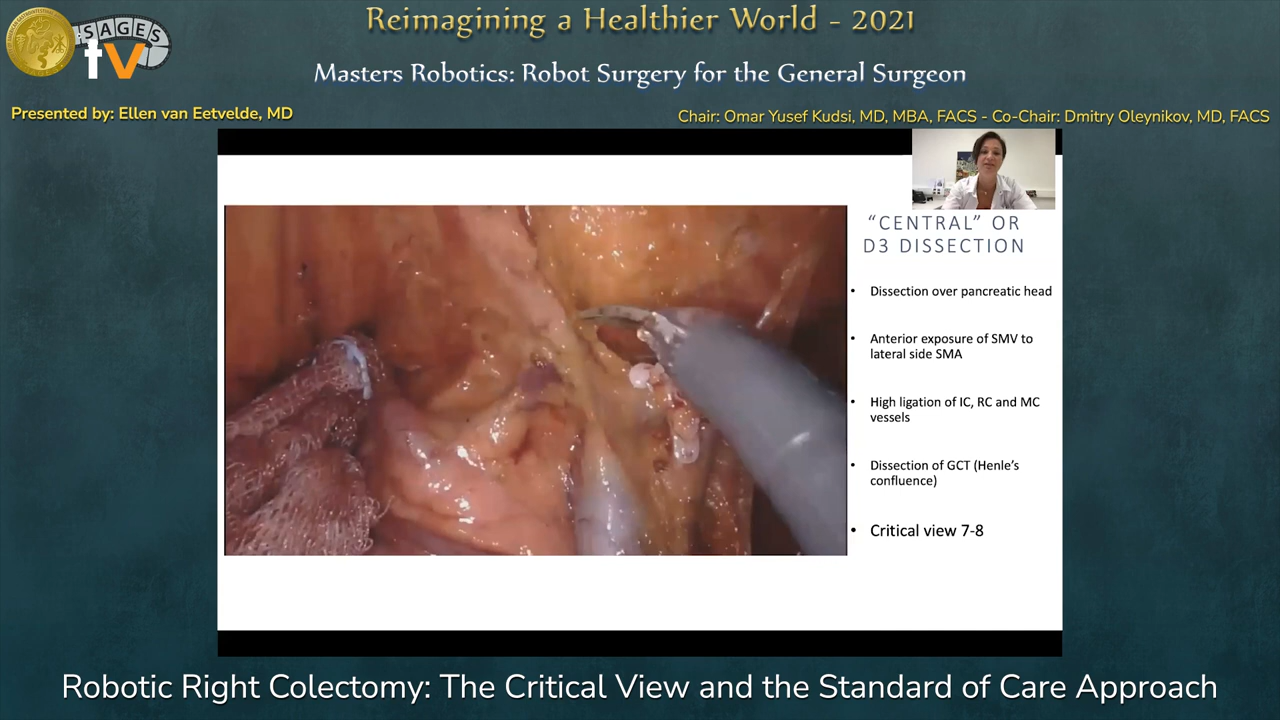 SAGES
tv
Reimagining a Healthier World - 2021
Masters Robotics: Robot Surgery for the General Surgeon
Presented by: Ellen van Eetvelde, MD
Chair: Omar Yusef Kudsi, MD, MBA, FACS - Co-Chair: Dmitry Oleynikov, MD, FACS
“CENTRAL” OR
D3 DISSECTION
• Dissection over pancreatic head
• Anterior exposure of SMV to
lateral side SMA
• High ligation of IC, RC and MC
vessels
• Dissection of GCT (Henle’s
confluence)
• Critical view 7-8
Robotic Right Colectomy: The Critical View and the Standard of Care Approach